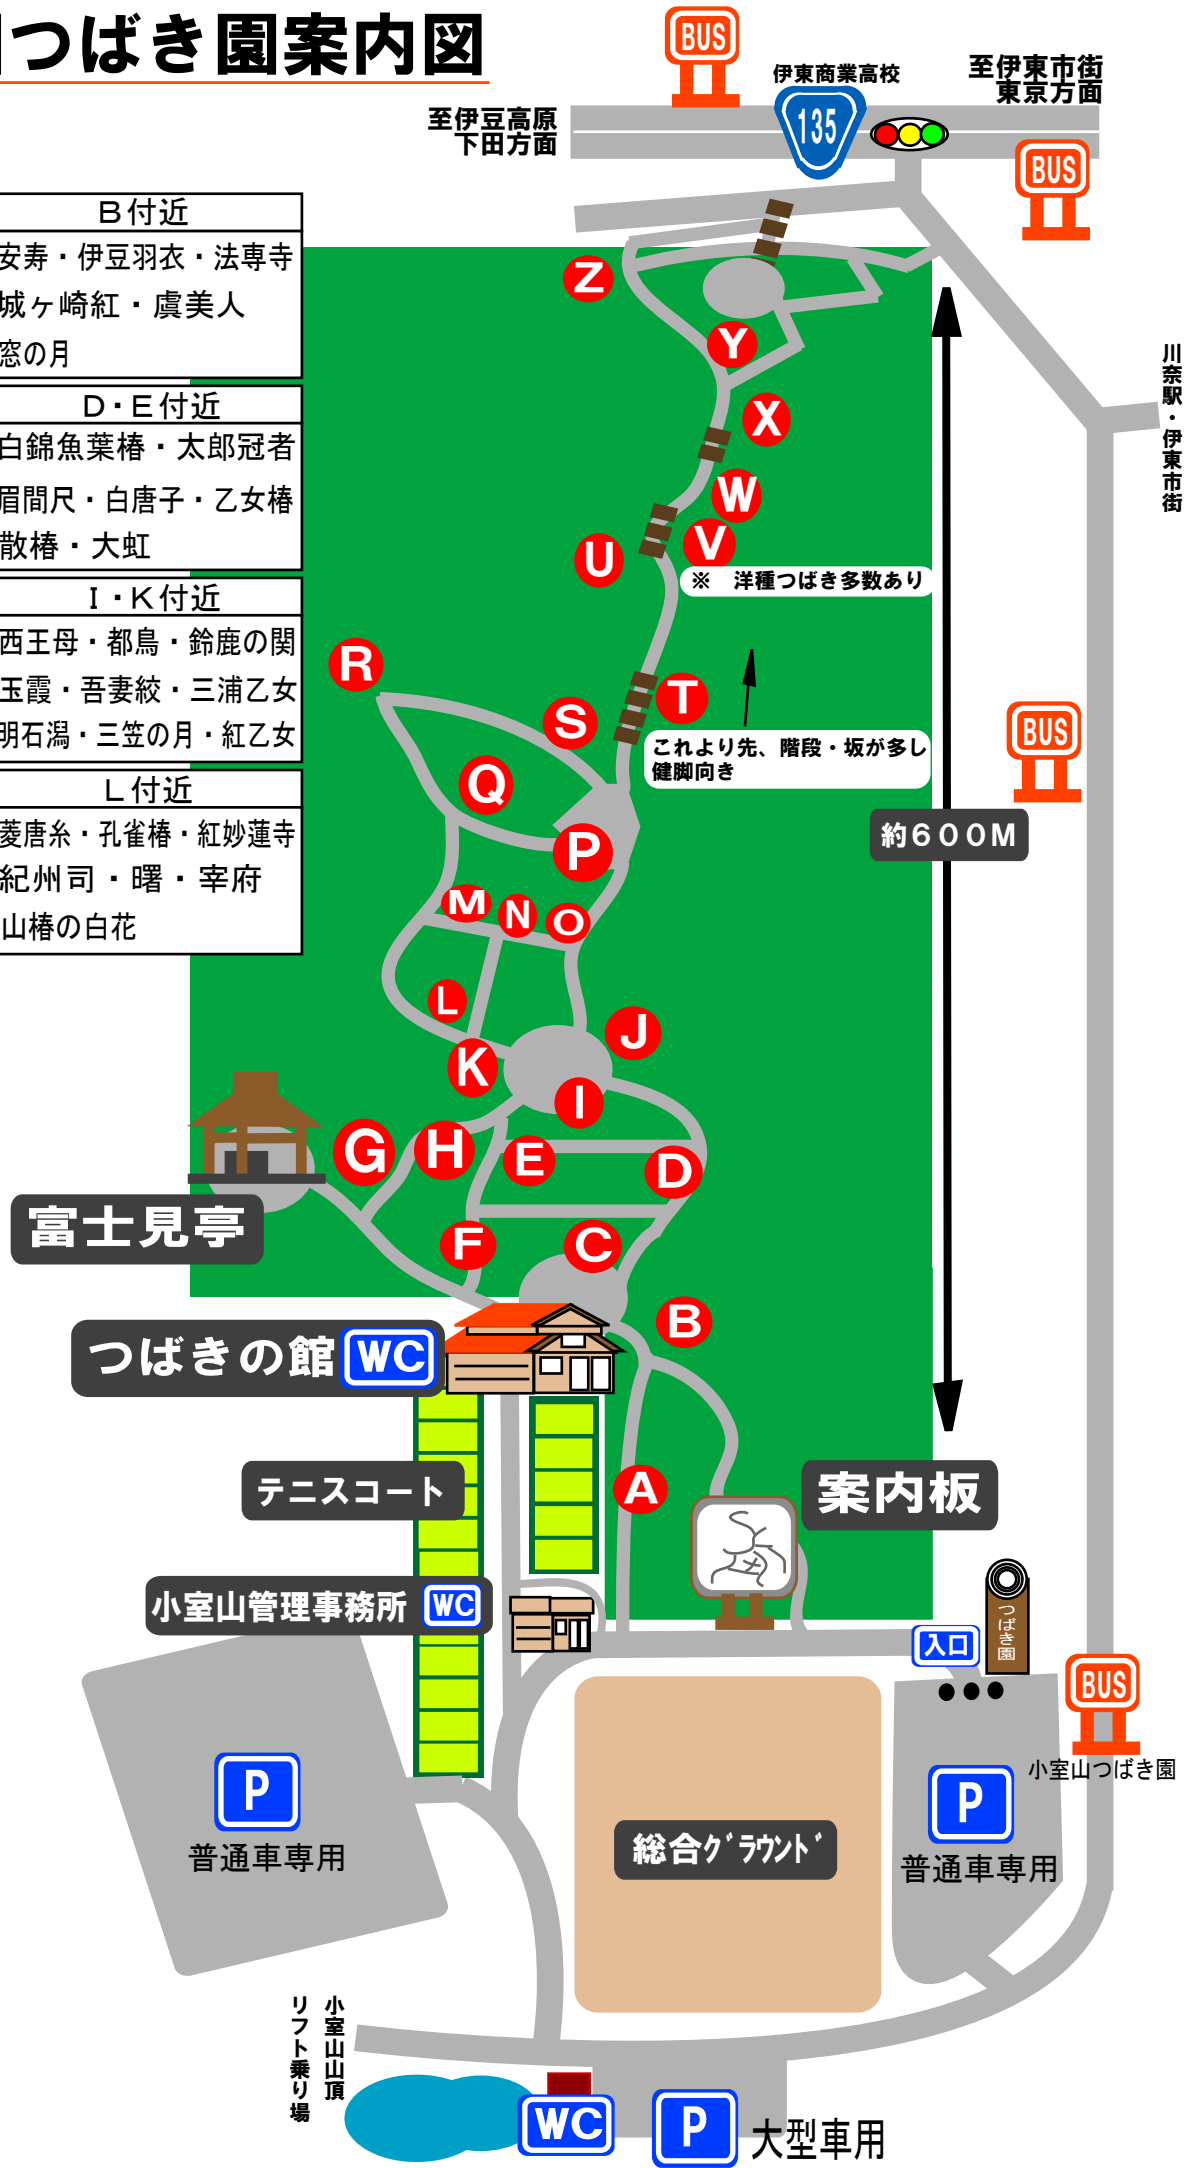 つばき園案内図
BUS
伊東商業高校
至伊東市街
東京方面
至伊豆高原
下田方面
135
BUS
B付近
安寿・伊豆羽衣・法専寺
城ヶ崎紅・虞美人
窓の月
D・E付近
白錦魚葉椿・太郎冠者
眉間尺・白唐子・乙女椿
散椿・大虹
I・K付近
西王母・都鳥・鈴鹿の関
玉霞・吾妻絞・三浦乙女
明石潟・三笠の月・紅乙女
L付近
菱唐糸・孔雀椿・紅妙蓮寺
紀州司・曙・宰府
山椿の白花
Z
Y
X
W
V
U
※ 洋種つばき多数あり
川奈駅・伊東市街
R
S
T
これより先、階段・坂が多し
健脚向き
BUS
Q
P
約600M
M
N
O
L
J
K
I
G
H
E
D
富士見亭
F
C
B
つばきの館 WC
テニスコート
A
案内板
小室山管理事務所 WC
つばき園
入口
BUS
小室山つばき園
P
普通車専用
総合グラウンド
P
普通車専用
小室山山頂
リフト乗り場
WC
P
大型車用